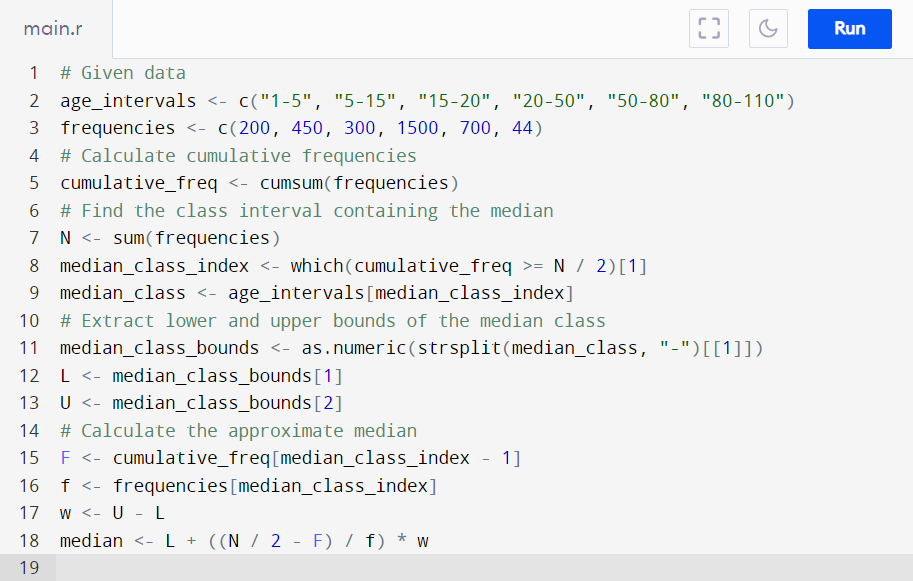 main.r
Run
1 # Given data
2 age_intervals <- c("1-5", "5-15", "15-20", "20-50", "50-80", "80-110")
3 frequencies <- c(200, 450, 300, 1500, 700, 44)
4 # Calculate cumulative frequencies
5 cumulative_freq <- cumsum(frequencies)
6 # Find the class interval containing the median
7 N <- sum(frequencies)
8 median_class_index <- which(cumulative_freq >= N / 2)[1]
9 median_class <- age_intervals[median_class_index]
10 # Extract lower and upper bounds of the median class
11 median_class_bounds <- as.numeric(strsplit(median_class, "-")[[1]])
12 L <- median_class_bounds[1]
13 U <- median_class_bounds[2]
14 # Calculate the approximate median
15 F <- cumulative_freq[median_class_index - 1]
16 f <- frequencies[median_class_index]
17 w <- U - L
18 median <- L + ((N / 2 - F) / f) * w
19